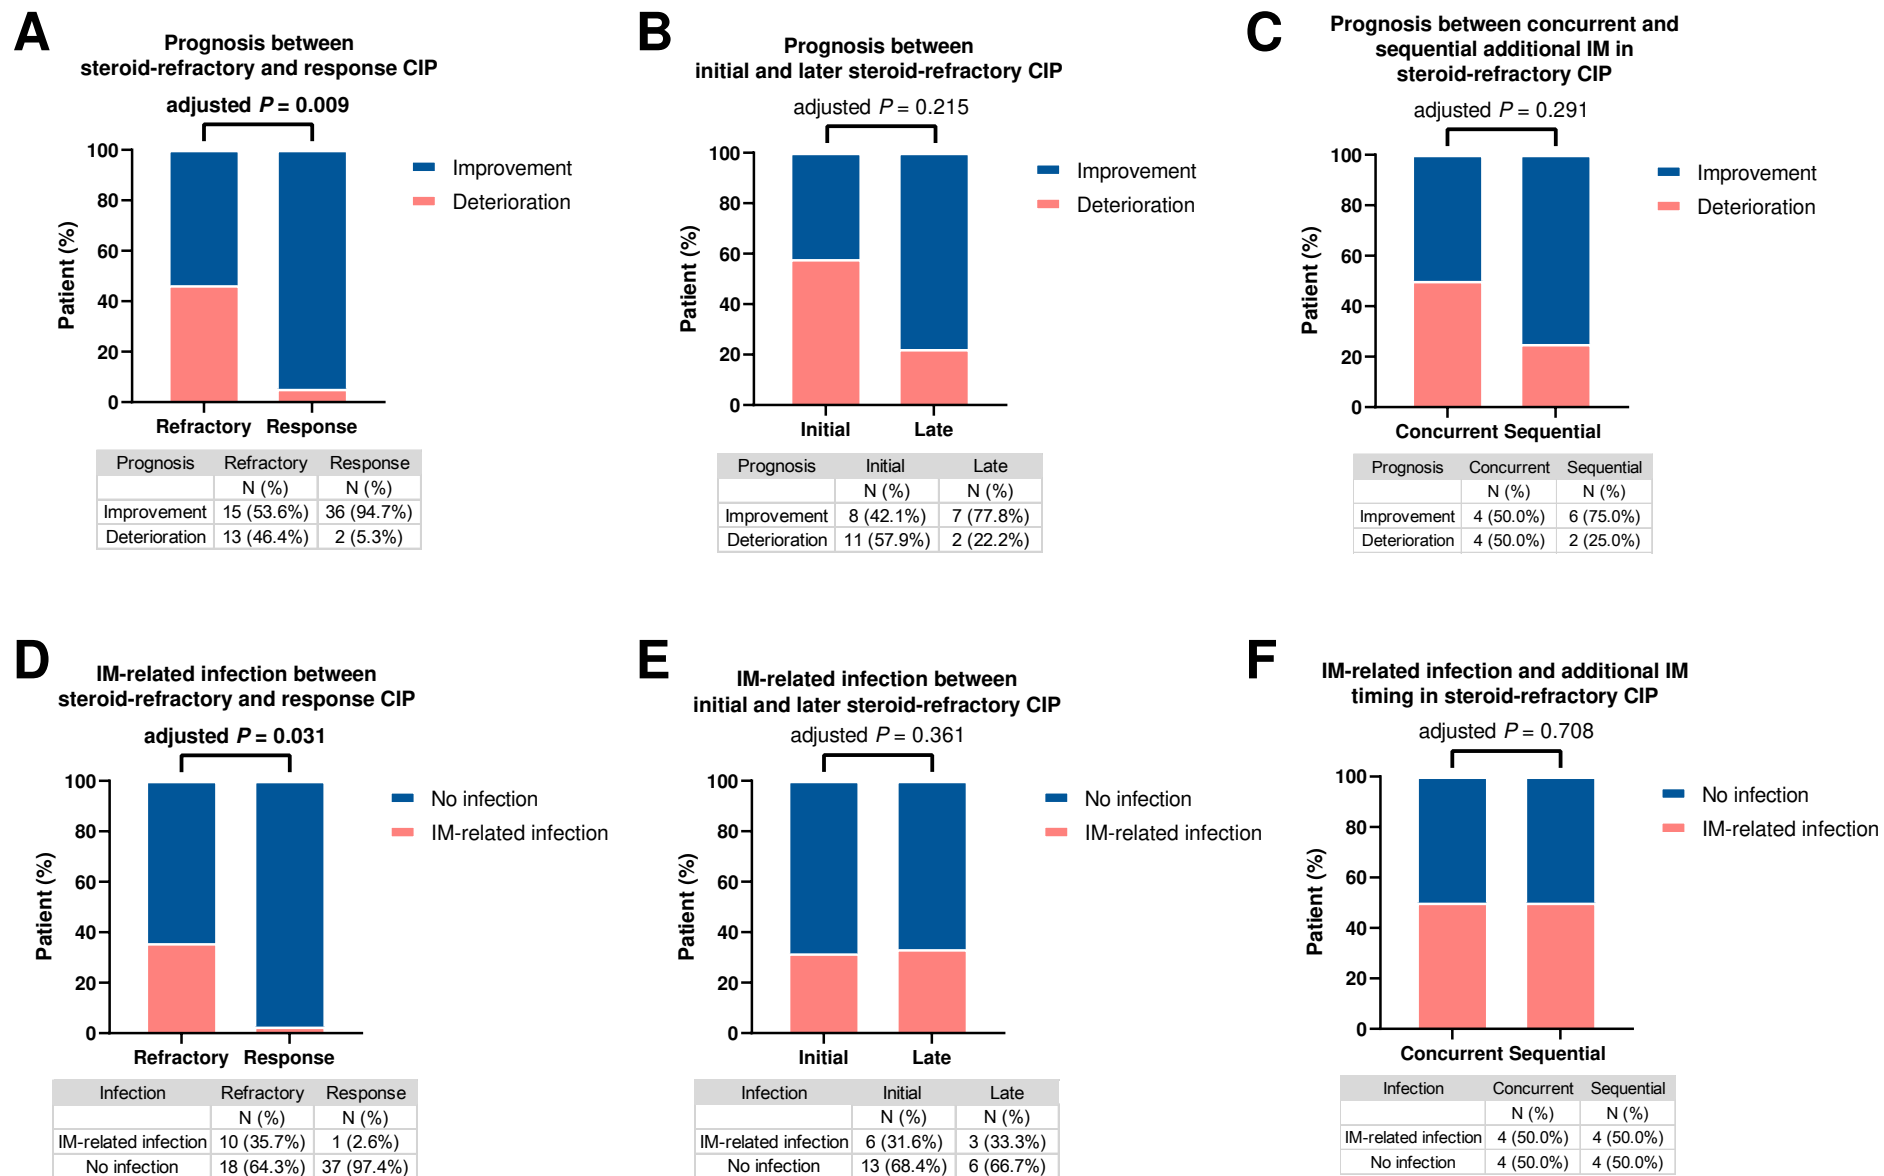 A
Prognosis between
steroid-refractory and response CIP
adjusted P = 0.009
100
80
60
40
20
0
Patient (%)
Refractory Response
Improvement
Deterioration
Prognosis Refractory Response
N (%) N (%)
Improvement 15 (53.6%) 36 (94.7%)
Deterioration 13 (46.4%) 2 (5.3%)
B
Prognosis between
initial and later steroid-refractory CIP
adjusted P = 0.215
100
80
60
40
20
0
Patient (%)
Initial Late
Improvement
Deterioration
Prognosis Initial Late
N (%) N (%)
Improvement 8 (42.1%) 7 (77.8%)
Deterioration 11 (57.9%) 2 (22.2%)
C
Prognosis between concurrent and
sequential additional IM in
steroid-refractory CIP
adjusted P = 0.291
100
80
60
40
20
0
Patient (%)
Concurrent Sequential
Improvement
Deterioration
Prognosis Concurrent Sequential
N (%) N (%)
Improvement 4 (50.0%) 6 (75.0%)
Deterioration 4 (50.0%) 2 (25.0%)
D
IM-related infection between
steroid-refractory and response CIP
adjusted P = 0.031
100
80
60
40
20
0
Patient (%)
Refractory Response
No infection
IM-related infection
Infection Refractory Response
N (%) N (%)
IM-related infection 10 (35.7%) 1 (2.6%)
No infection 18 (64.3%) 37 (97.4%)
E
IM-related infection between
initial and later steroid-refractory CIP
adjusted P = 0.361
100
80
60
40
20
0
Patient (%)
Initial Late
No infection
IM-related infection
Infection Initial Late
N (%) N (%)
IM-related infection 6 (31.6%) 3 (33.3%)
No infection 13 (68.4%) 6 (66.7%)
F
IM-related infection and additional IM
timing in steroid-refractory CIP
adjusted P = 0.708
100
80
60
40
20
0
Patient (%)
Concurrent Sequential
No infection
IM-related infection
Infection Concurrent Sequential
N (%) N (%)
IM-related infection 4 (50.0%) 4 (50.0%)
No infection 4 (50.0%) 4 (50.0%)